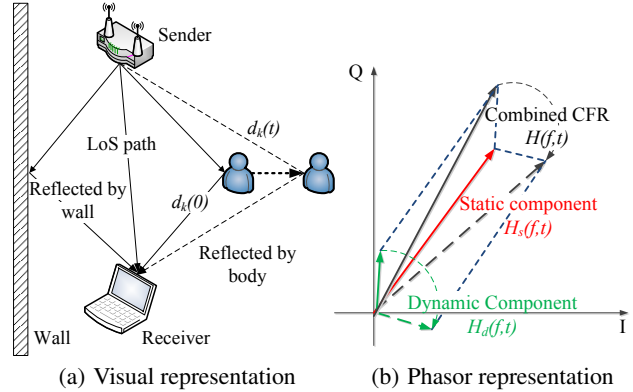 Sender
d_k(t)
LoS path
Reflected by
wall
d_k(0)
Reflected by
body
Wall
Receiver
(a) Visual representation
Q
Combined CFR
H(f,t)
Static component
H_s(f,t)
Dynamic Component
H_d(f,t)
I
(b) Phasor representation